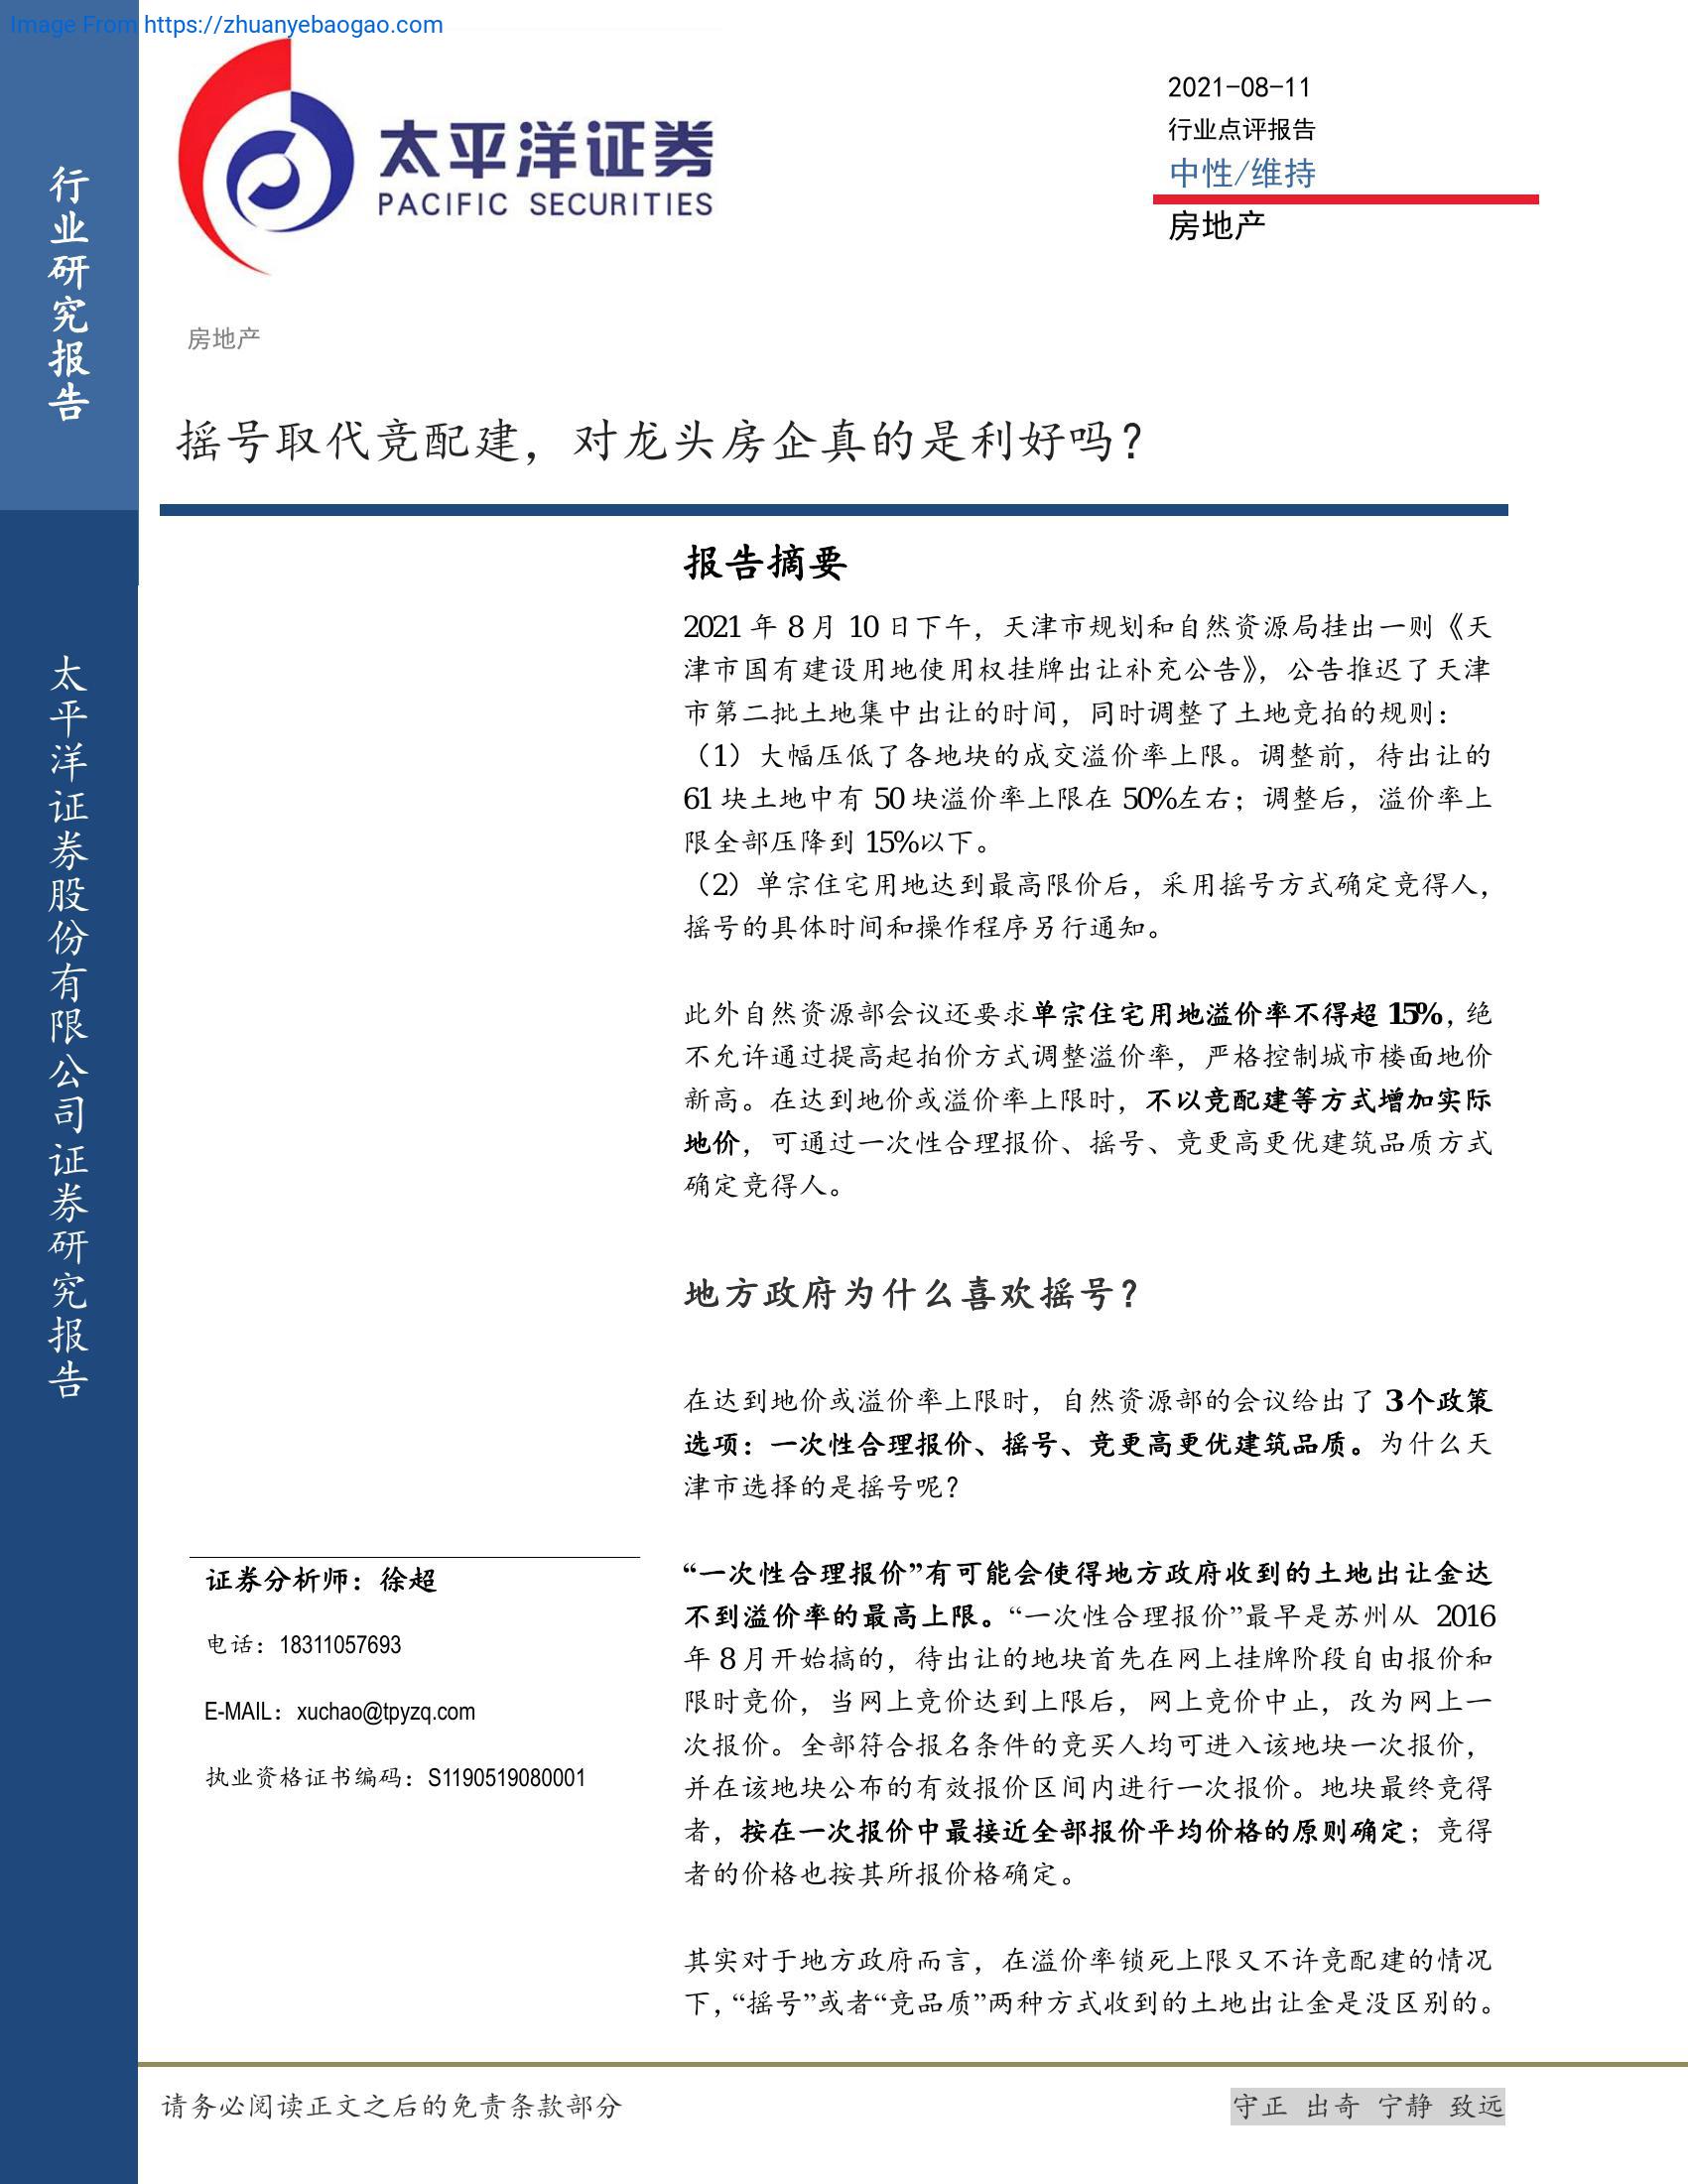 Image From https://zhuanyebaogao.com
行业研究报告
太平洋证券股份有限公司证券研究报告
太平洋证券
PACIFIC SECURITIES
2021-08-11
行业点评报告
中性/维持
房地产
房地产
摇号取代竞配建，对龙头房企真的是利好吗？
报告摘要
2021 年 8 月 10 日下午，天津市规划和自然资源局挂出一则《天
津市国有建设用地使用权挂牌出让补充公告》，公告推迟了天津
市第二批土地集中出让的时间，同时调整了土地竞拍的规则：
（1）大幅压低了各地块的成交溢价率上限。调整前，待出让的
61 块土地中有 50 块溢价率上限在 50%左右；调整后，溢价率上
限全部压降到 15%以下。
（2）单宗住宅用地达到最高限价后，采用摇号方式确定竞得人，
摇号的具体时间和操作程序另行通知。
此外自然资源部会议还要求单宗住宅用地溢价率不得超 15%，绝
不允许通过提高起拍价方式调整溢价率，严格控制城市楼面地价
新高。在达到地价或溢价率上限时，不以竞配建等方式增加实际
地价，可通过一次性合理报价、摇号、竞更高更优建筑品质方式
确定竞得人。
地方政府为什么喜欢摇号？
在达到地价或溢价率上限时，自然资源部的会议给出了 3 个政策
选项：一次性合理报价、摇号、竞更高更优建筑品质。为什么天
津市选择的是摇号呢？
“一次性合理报价”有可能会使得地方政府收到的土地出让金达
不到溢价率的最高上限。“一次性合理报价”最早是苏州从 2016
年 8 月开始搞的，待出让的地块首先在网上挂牌阶段自由报价和
限时竞价，当网上竞价达到上限后，网上竞价中止，改为网上一
次报价。全部符合报名条件的竞买人均可进入该地块一次报价，
并在该地块公布的有效报价区间内进行一次报价。地块最终竞得
者，按在一次报价中最接近全部报价平均价格的原则确定；竞得
者的价格也按其所报价格确定。
其实对于地方政府而言，在溢价率锁死上限又不许竞配建的情况
下，“摇号”或者“竞品质”两种方式收到的土地出让金是没区别的。
证券分析师：徐超
电话：18311057693
E-MAIL：xuchao@tpyzq.com
执业资格证书编码：S1190519080001
请务必阅读正文之后的免责条款部分
守正 出奇 宁静 致远